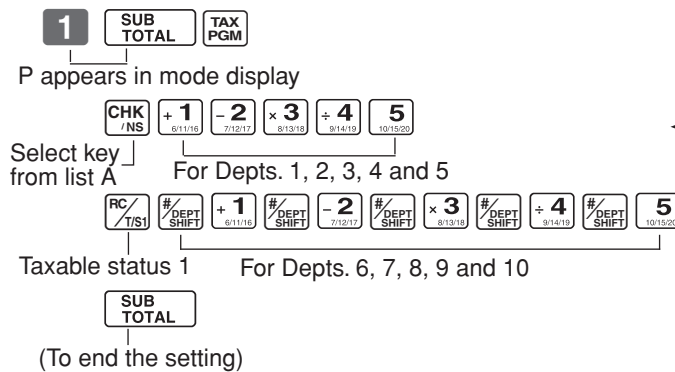 1 SUB TOTAL TAX PGM
P appears in mode display
CHK /NS + 1 6/11/16 - 2 7/12/17 × 3 8/13/18 ÷ 4 9/14/19 5 10/15/20
Select key from list A
For Depts. 1, 2, 3, 4 and 5
RC/T/S1 #/DEPT SHIFT + 1 6/11/16 #/DEPT SHIFT - 2 7/12/17 #/DEPT SHIFT × 3 8/13/18 #/DEPT SHIFT ÷ 4 9/14/19 #/DEPT SHIFT 5 10/15/20
Taxable status 1 For Depts. 6, 7, 8, 9 and 10
SUB TOTAL
(To end the setting)